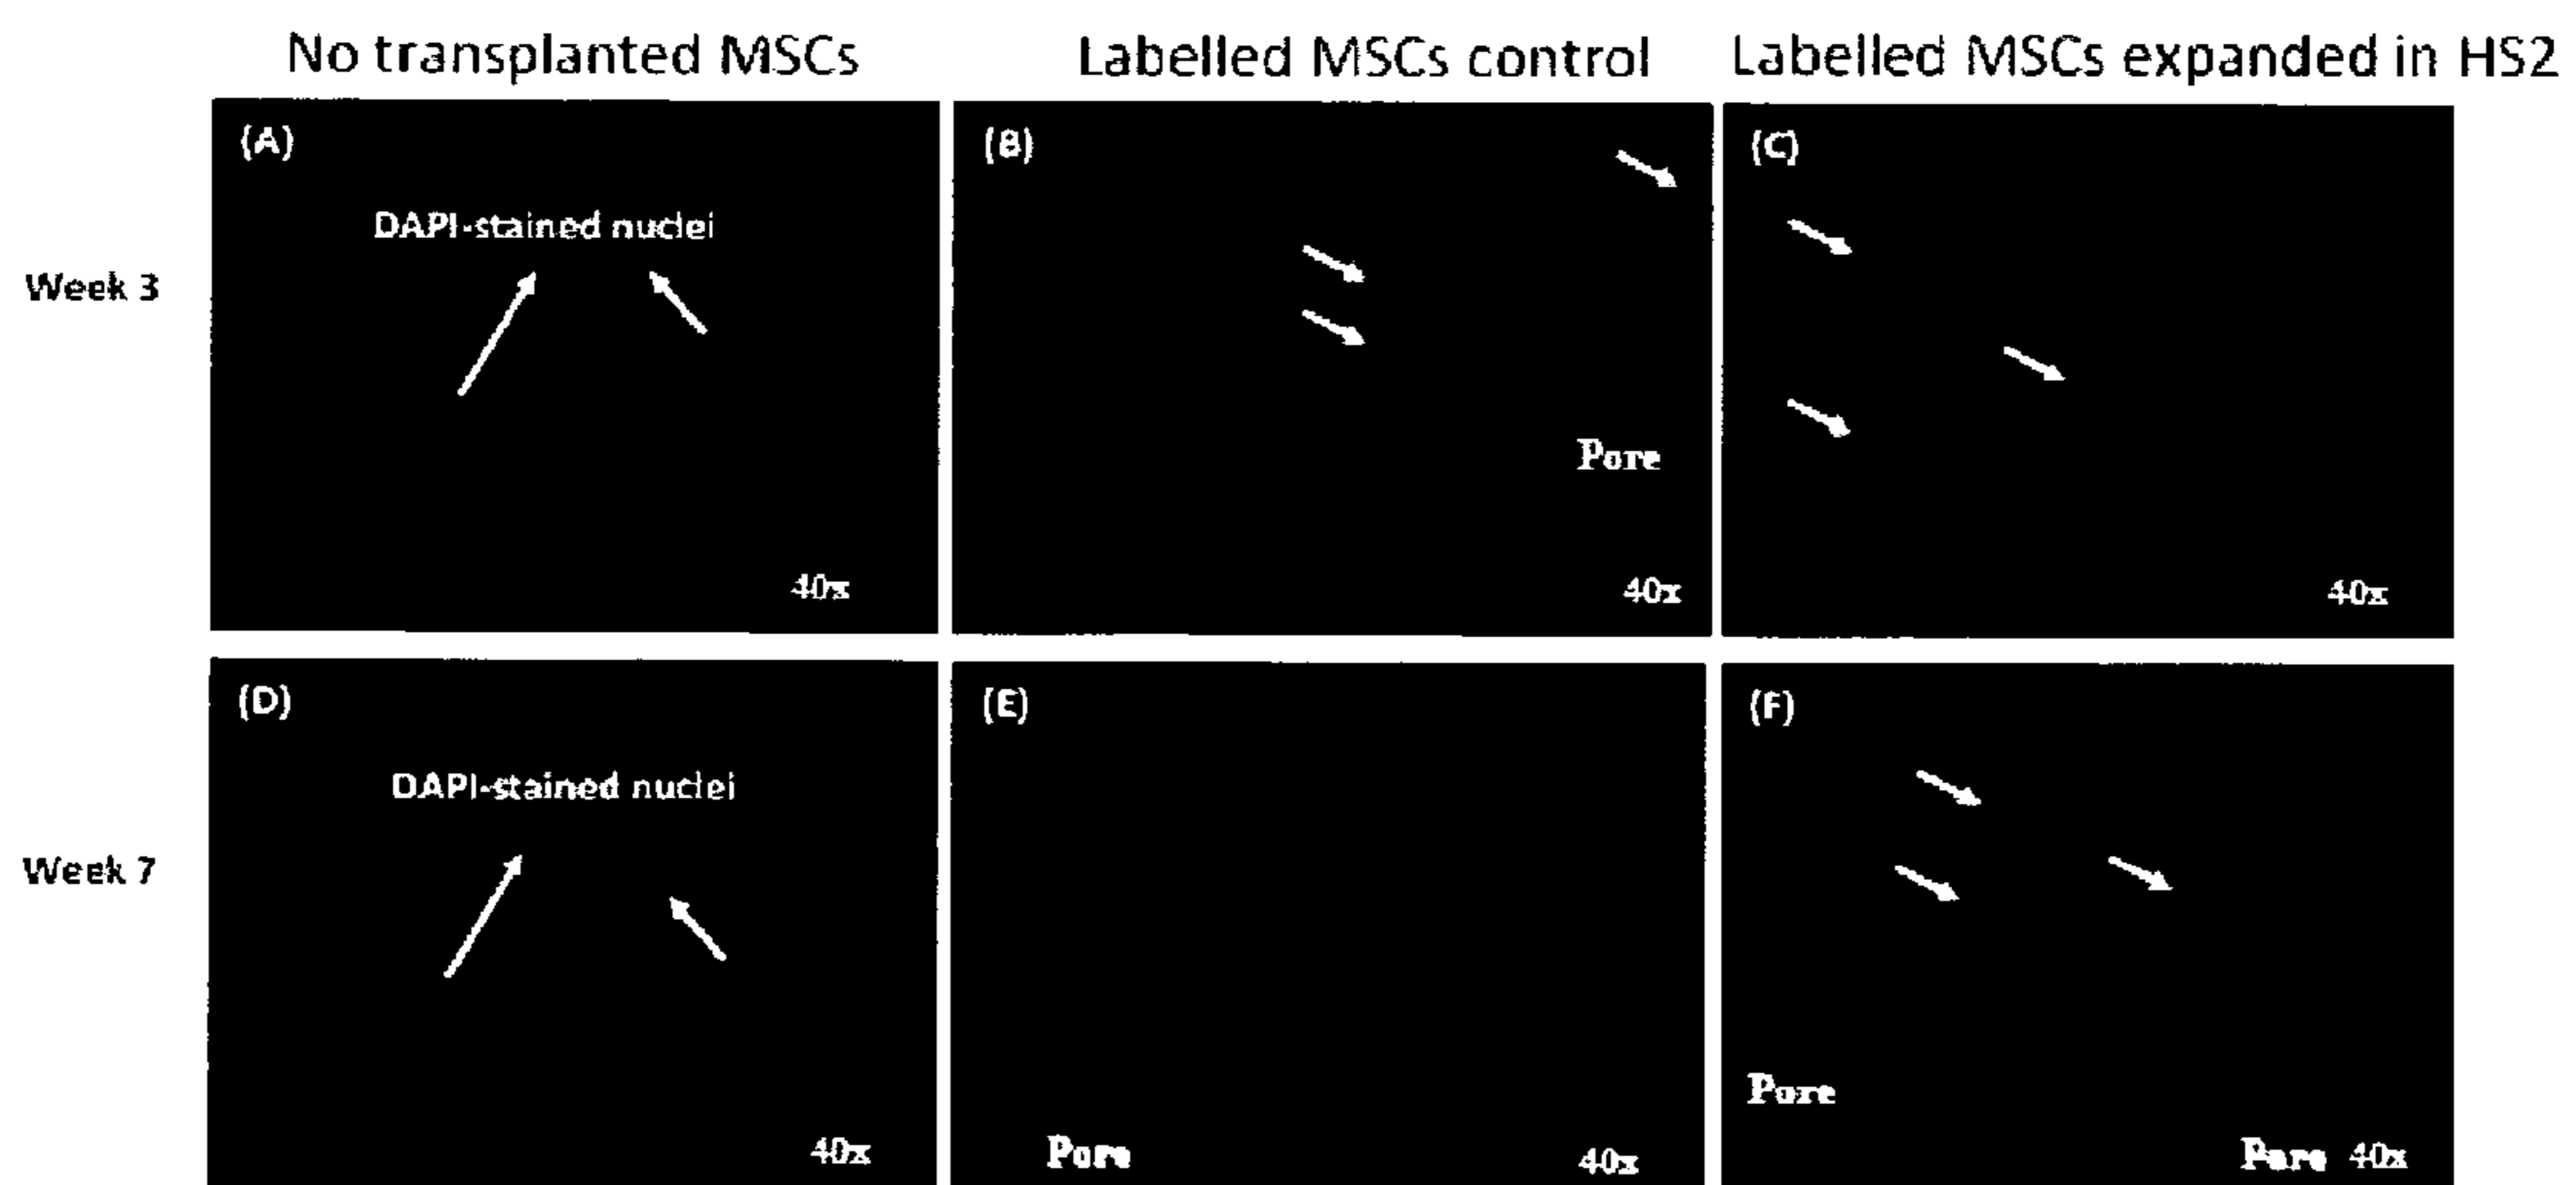 No transplanted MSCs
Labelled MSCs control
Labelled MSCs expanded in HS2
Week 3
(A)
DAPI-stained nuclei
40x
(B)
Pore
40x
(C)
40x
Week 7
(D)
DAPI-stained nuclei
40x
(E)
Pore
40x
(F)
Pore
Pore 40x